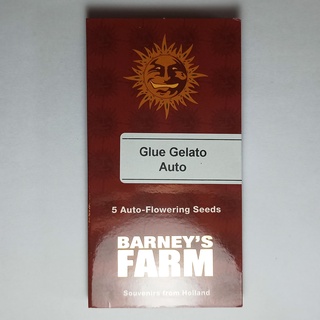 Glue Gelato
Auto
5 Auto-Flowering Seeds
BARNEY'S
FARM
Souvenirs from Holland